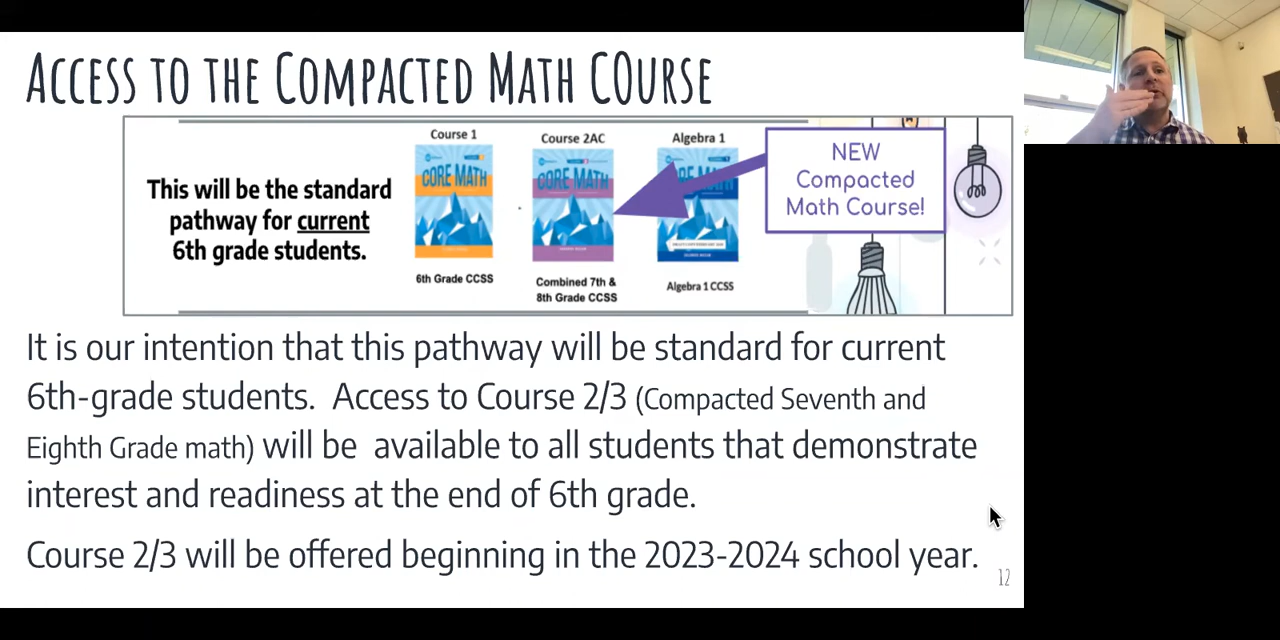 ACCESS TO THE COMPACTED MATH COURSE
This will be the standard
pathway for current
6th grade students.
Course 1
CORE MATH
6th Grade CCSS
Course 2AC
CORE MATH
Combined 7th &
8th Grade CCSS
Algebra 1
CORE MATH
Algebra 1 CCSS
NEW
Compacted
Math Course!
It is our intention that this pathway will be standard for current
6th-grade students. Access to Course 2/3 (Compacted Seventh and
Eighth Grade math) will be available to all students that demonstrate
interest and readiness at the end of 6th grade.
Course 2/3 will be offered beginning in the 2023-2024 school year.
12